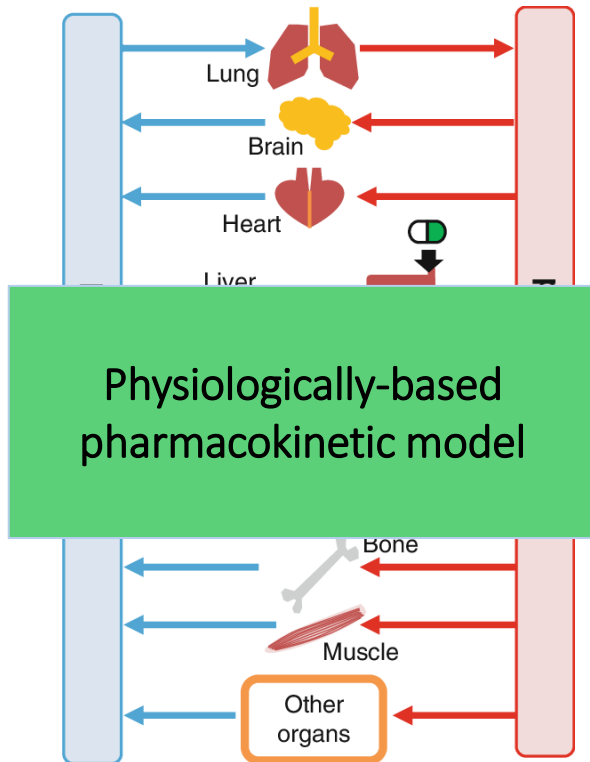 Lung
Brain
Heart
Liver
Physiologically-based
pharmacokinetic model
Bone
Muscle
Other
organs